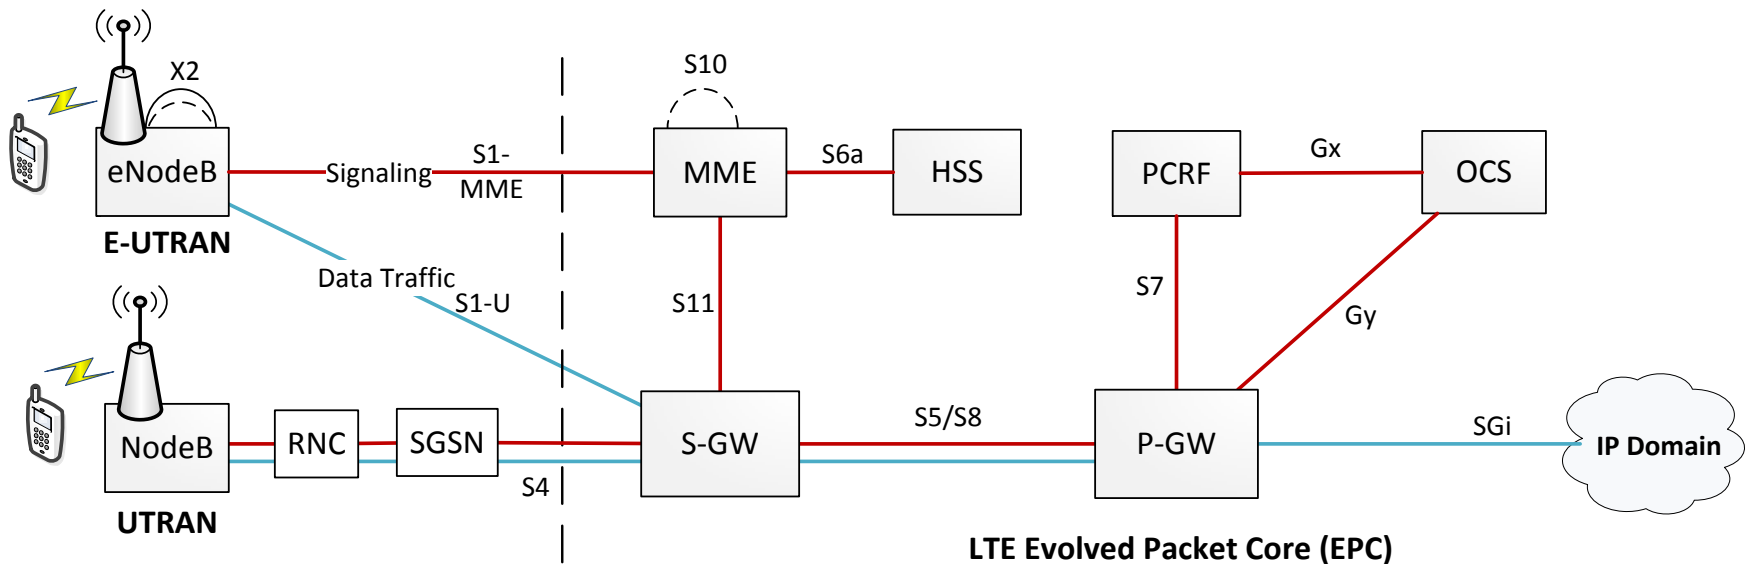 X2
S10
eNodeB
Signaling
S1-
MME
MME
S6a
HSS
PCRF
Gx
OCS
E-UTRAN
Data Traffic
S1-U
S11
S7
Gy
NodeB
RNC
SGSN
S4
S-GW
S5/S8
P-GW
SGi
IP Domain
UTRAN
LTE Evolved Packet Core (EPC)